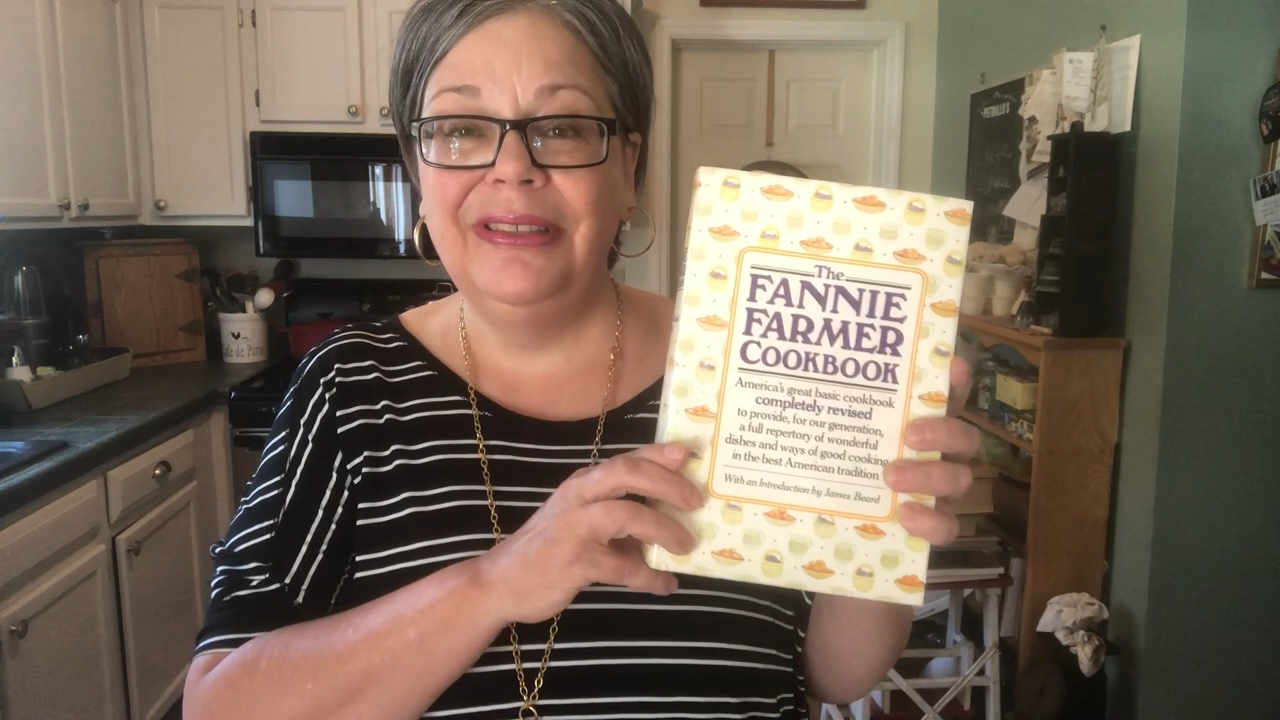 The
FANNIE
FARMER
COOKBOOK
America's great basic cookbook
completely revised
to provide, for our generation,
a full repertory of wonderful
dishes and ways of good cooking
in the best American tradition
With an Introduction by James Beard
PETRILLO'S